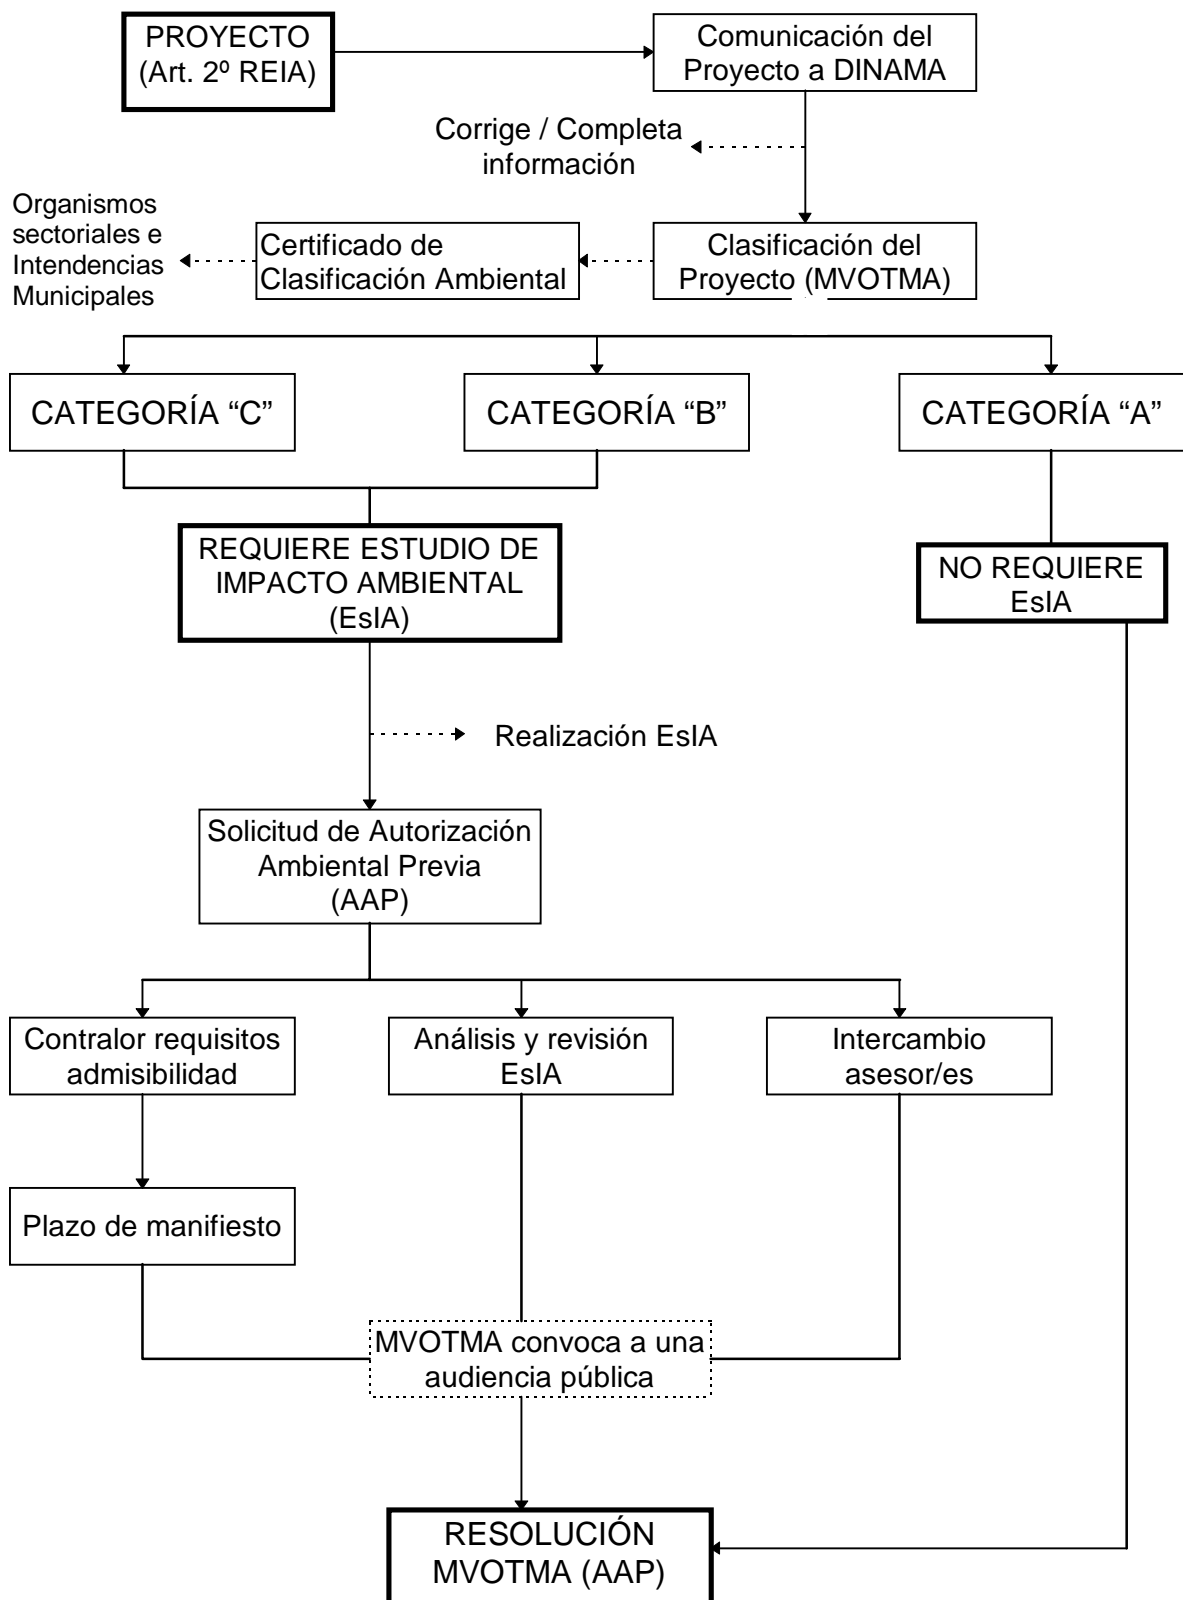 PROYECTO
(Art. 2º REIA)
Comunicación del
Proyecto a DINAMA
Corrige / Completa
información
Organismos
sectoriales e
Intendencias
Municipales
Certificado de
Clasificación Ambiental
Clasificación del
Proyecto (MVOTMA)
CATEGORÍA “C”
CATEGORÍA “B”
CATEGORÍA “A”
REQUIERE ESTUDIO DE
IMPACTO AMBIENTAL
(EsIA)
NO REQUIERE
EsIA
Realización EsIA
Solicitud de Autorización
Ambiental Previa
(AAP)
Contralor requisitos
admisibilidad
Análisis y revisión
EsIA
Intercambio
asesor/es
Plazo de manifiesto
MVOTMA convoca a una
audiencia pública
RESOLUCIÓN
MVOTMA (AAP)